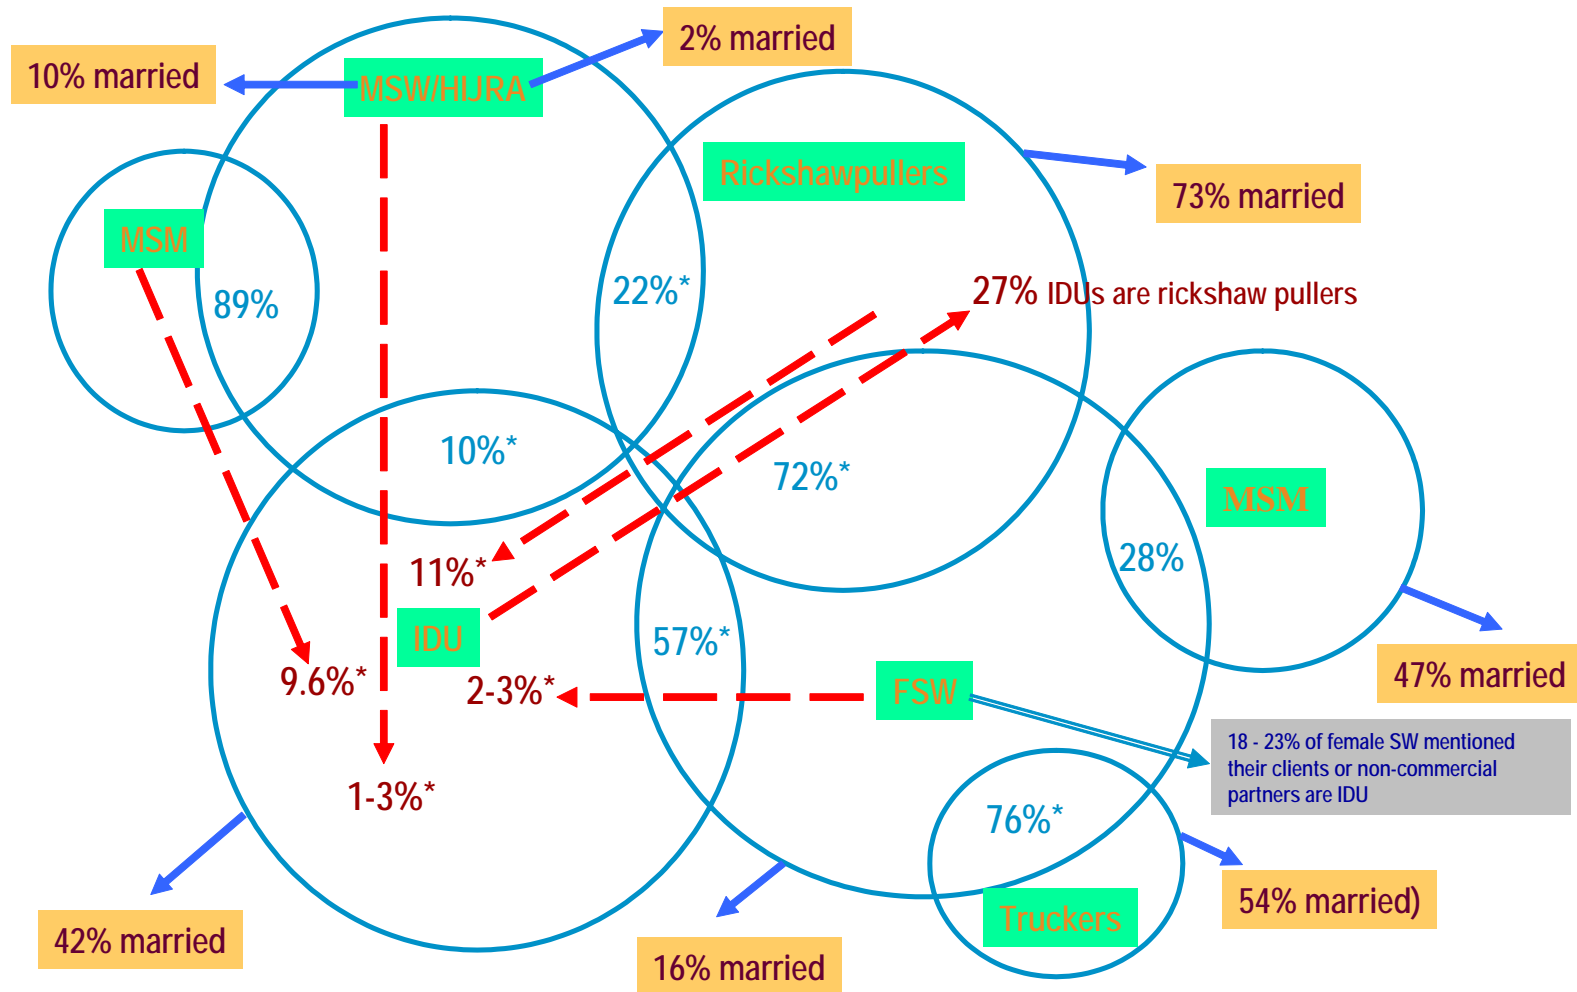 2% married
10% married
MSW/HIJRA
Rickshawpullers
73% married
MSM
89%
22%*
27% IDUs are rickshaw pullers
10%*
72%*
MSM
28%
11%*
IDU
57%*
9.6%*
2-3%*
FSW
47% married
18 - 23% of female SW mentioned
their clients or non-commercial
partners are IDU
1-3%*
76%*
54% married)
Truckers
42% married
16% married